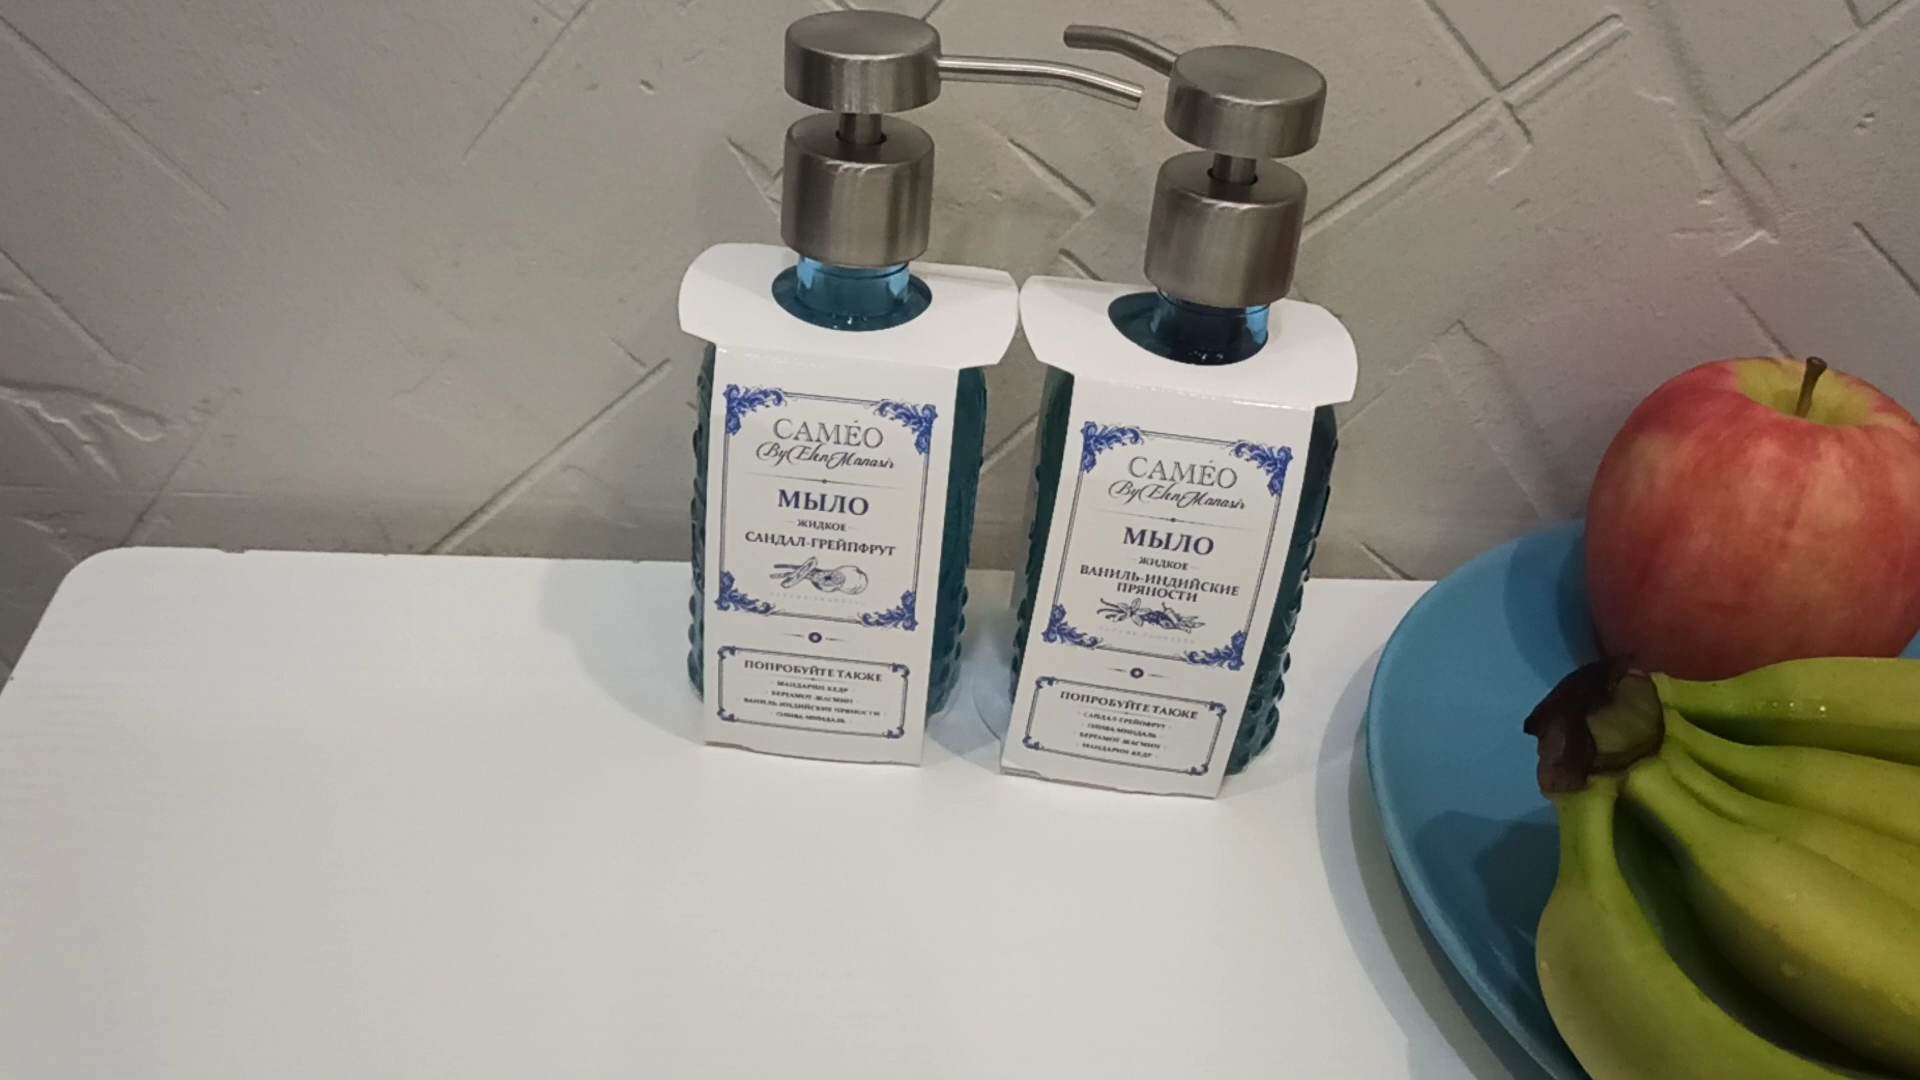 CAMÉO
By Elen Manasir
МЫЛО
ЖИДКОЕ
САНДАЛ-ГРЕЙПФРУТ
ПОПРОБУЙТЕ ТАКЖЕ
МАНДАРИН-КЕДР
БЕРГАМОТ-ЖАСМИН
ВАНИЛЬ-ИНДИЙСКИЕ ПРЯНОСТИ
ОЛИВА-МИНДАЛЬ
CAMÉO
By Elen Manasir
МЫЛО
ЖИДКОЕ
ВАНИЛЬ-ИНДИЙСКИЕ
ПРЯНОСТИ
ПОПРОБУЙТЕ ТАКЖЕ
САНДАЛ-ГРЕЙПФРУТ
ОЛИВА-МИНДАЛЬ
БЕРГАМОТ-ЖАСМИН
МАНДАРИН-КЕДР